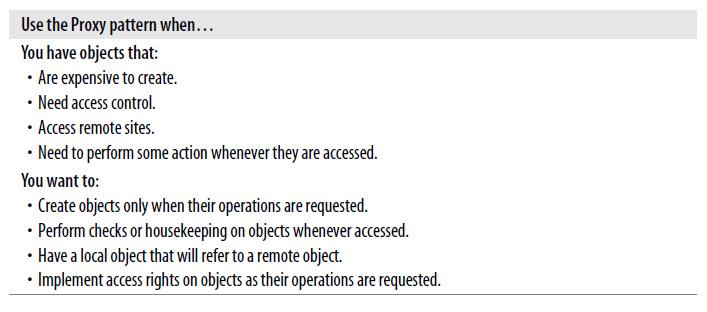 Use the Proxy pattern when…
You have objects that:
• Are expensive to create.
• Need access control.
• Access remote sites.
• Need to perform some action whenever they are accessed.
You want to:
• Create objects only when their operations are requested.
• Perform checks or housekeeping on objects whenever accessed.
• Have a local object that will refer to a remote object.
• Implement access rights on objects as their operations are requested.